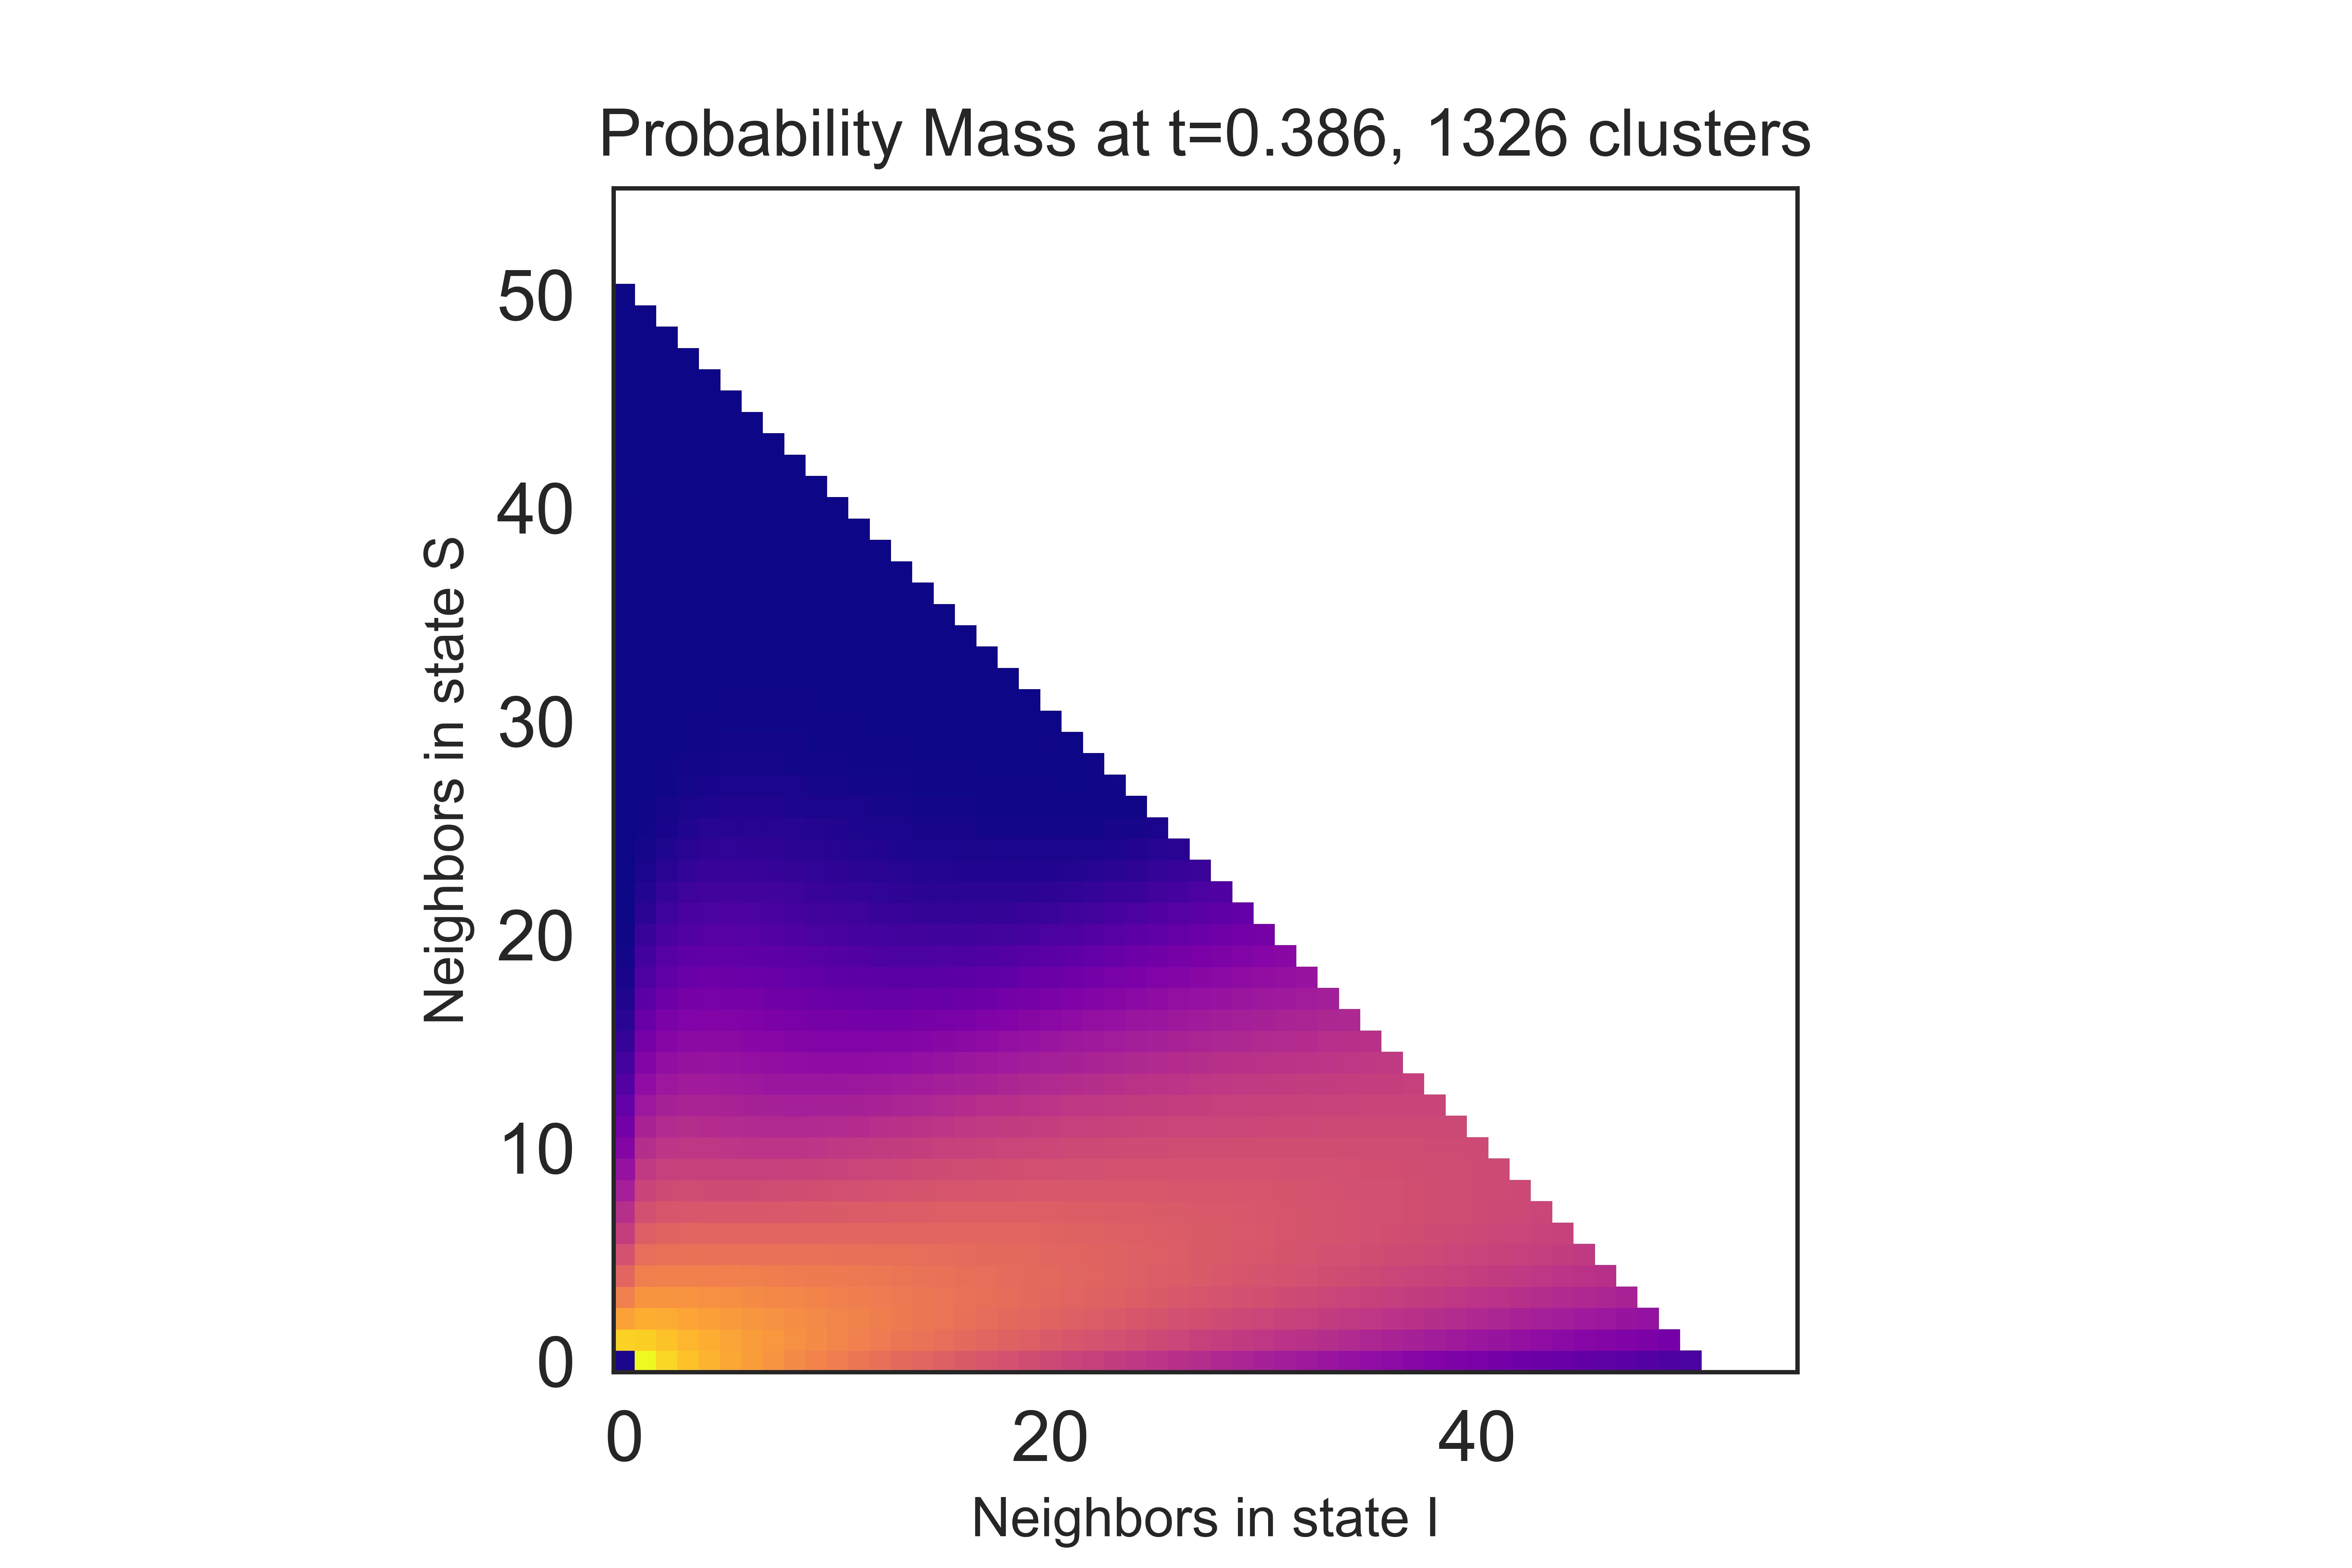 Probability Mass at t=0.386, 1326 clusters
Neighbors in state S
50
40
30
20
10
0
0 20 40
Neighbors in state I